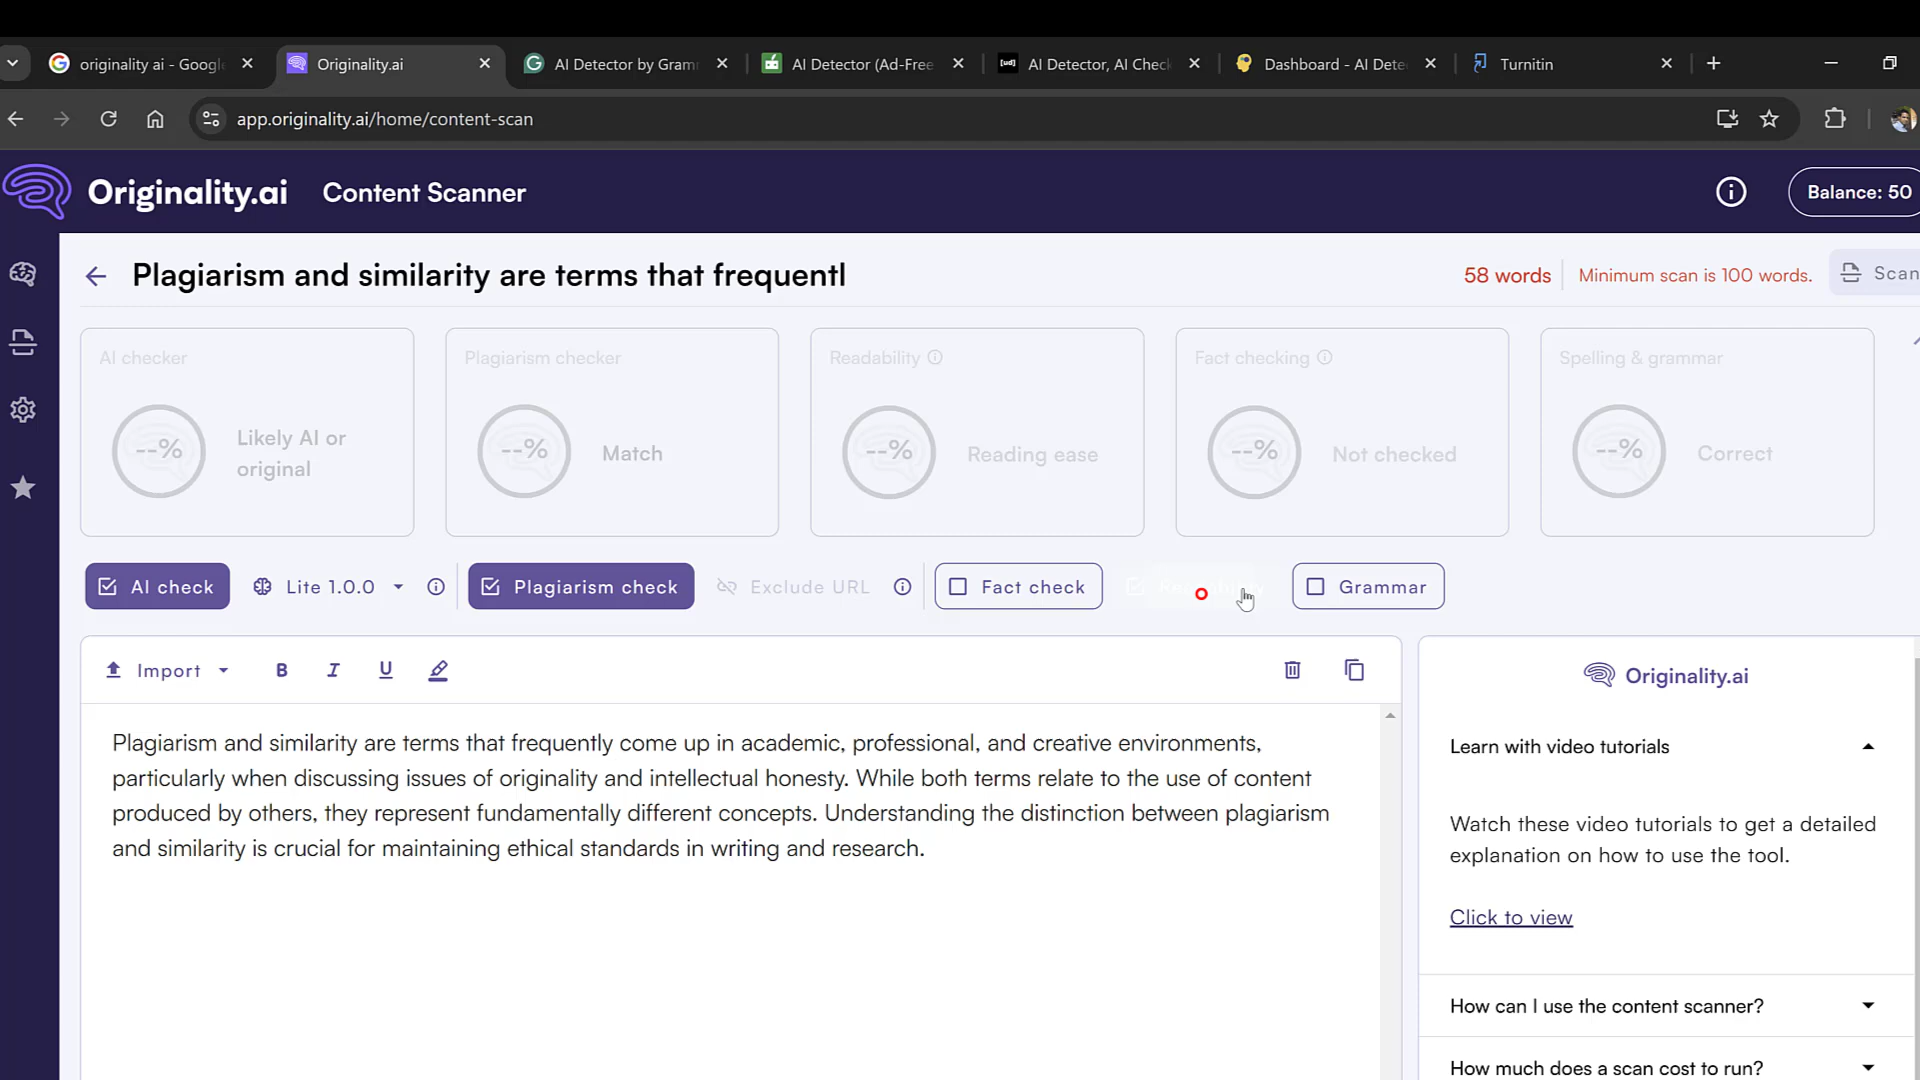 originality ai - Google
Originality.ai
AI Detector by Gram
AI Detector (Ad-Free
AI Detector, AI Chec
Dashboard - AI Dete
Turnitin
app.originality.ai/home/content-scan
Originality.ai
Content Scanner
Balance: 50
Plagiarism and similarity are terms that frequentl
58 words
Minimum scan is 100 words.
Scan
AI checker
--%
Likely AI or
original
Plagiarism checker
--%
Match
Readability
--%
Reading ease
Fact checking
--%
Not checked
Spelling & grammar
--%
Correct
AI check
Lite 1.0.0
Plagiarism check
Exclude URL
Fact check
Grammar
Import
B
I
U
Plagiarism and similarity are terms that frequently come up in academic, professional, and creative environments,
particularly when discussing issues of originality and intellectual honesty. While both terms relate to the use of content
produced by others, they represent fundamentally different concepts. Understanding the distinction between plagiarism
and similarity is crucial for maintaining ethical standards in writing and research.
Originality.ai
Learn with video tutorials
Watch these video tutorials to get a detailed
explanation on how to use the tool.
Click to view
How can I use the content scanner?
How much does a scan cost to run?